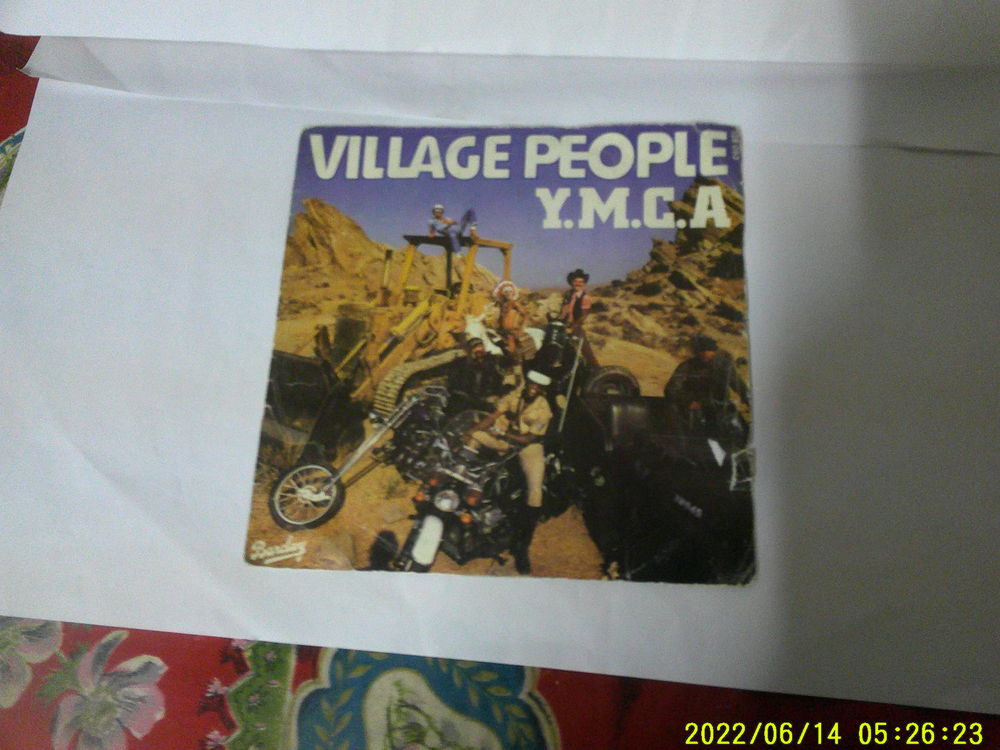 VILLAGE PEOPLE
Y.M.C.A
Barclay
2022/06/14 05:26:23